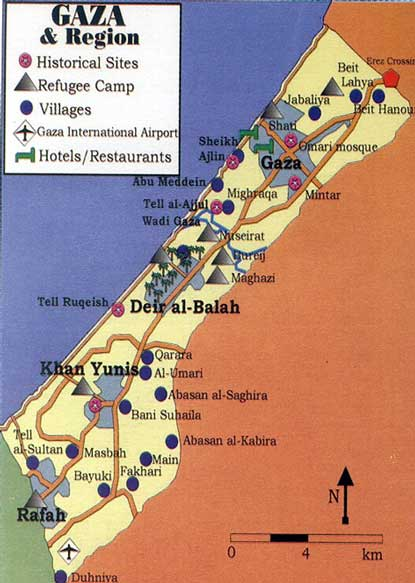 GAZA
& Region
Historical Sites
Refugee Camp
Villages
Gaza International Airport
Hotels/Restaurants
Erez Crossing
Beit
Lahya
Beit Hanoun
Jabaliya
Shati
Sheikh
Ajlin
Omari mosque
Gaza
Abu Meddein
Mintar
Mighraqa
Tell al-Ajjul
Wadi Gaza
Nuseirat
Bureij
Maghazi
Tell Ruqeish
Deir al-Balah
Qarara
Khan Yunis
Al-Umari
Abasan al-Saghira
Bani Suhaila
Tell
al-Sultan
Masbah
Abasan al-Kabira
Main
Fakhari
Bayuki
Rafah
N
0 4 km
Duhniya